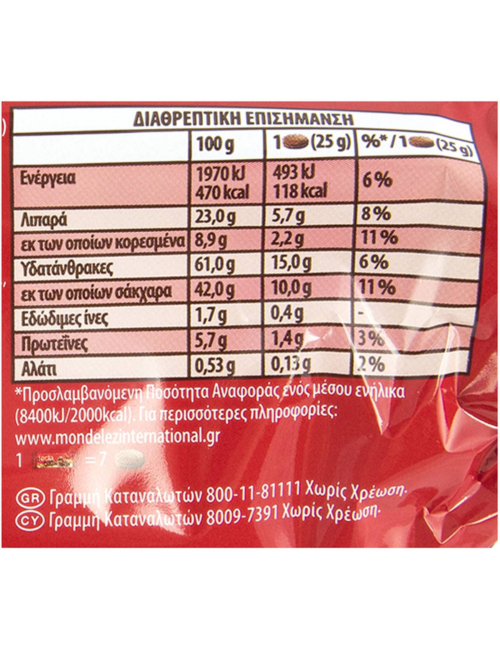 ΔΙΑΘΡΕΠΤΙΚΗ ΕΠΙΣΗΜΑΝΣΗ
100 g 1 (25 g) %*/1 (25 g)
Ενέργεια 1970 kJ 493 kJ 6%
470 kcal 118 kcal
Λιπαρά 23,0 g 5,7 g 8%
εκ των οποίων κορεσμένα 8,9 g 2,2 g 11%
Υδατάνθρακες 61,0 g 15,0 g 6%
εκ των οποίων σάκχαρα 42,0 g 10,0 g 11%
Εδώδιμες ίνες 1,7 g 0,4 g -
Πρωτεΐνες 5,7 g 1,4 g 3%
Αλάτι 0,53 g 0,13 g 2%
*Προσλαμβανόμενη Ποσότητα Αναφοράς ενός μέσου ενήλικα
(8400kJ/2000kcal). Για περισσότερες πληροφορίες:
www.mondelezinternational.gr
1 =7
GR Γραμμή Καταναλωτών 800-11-81111 Χωρίς Χρέωση.
CY Γραμμή Καταναλωτών 8009-7391 Χωρίς Χρέωση.